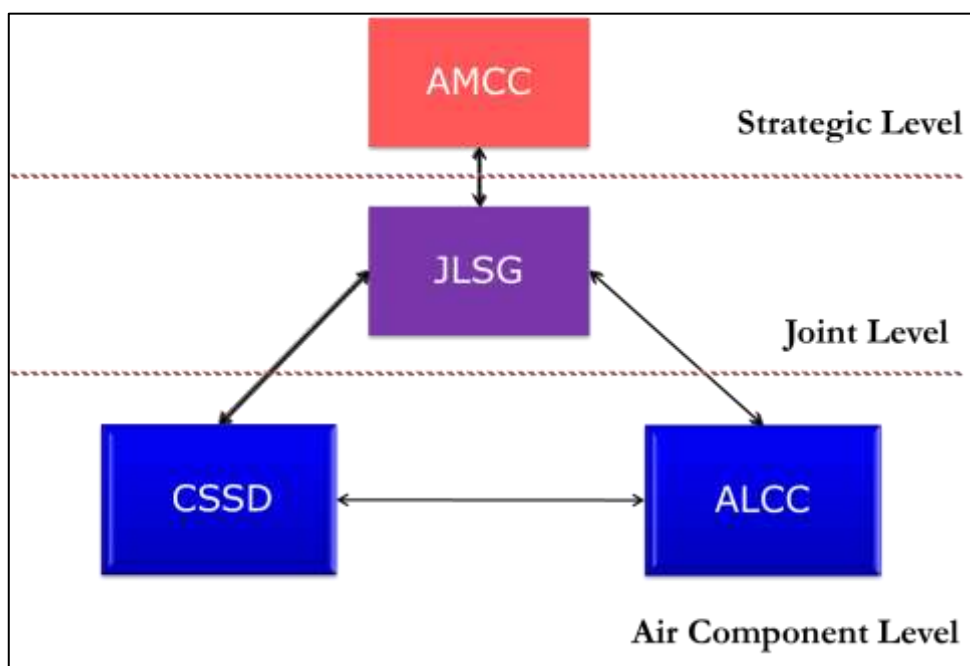 AMCC
Strategic Level
JLSG
Joint Level
CSSD
ALCC
Air Component Level